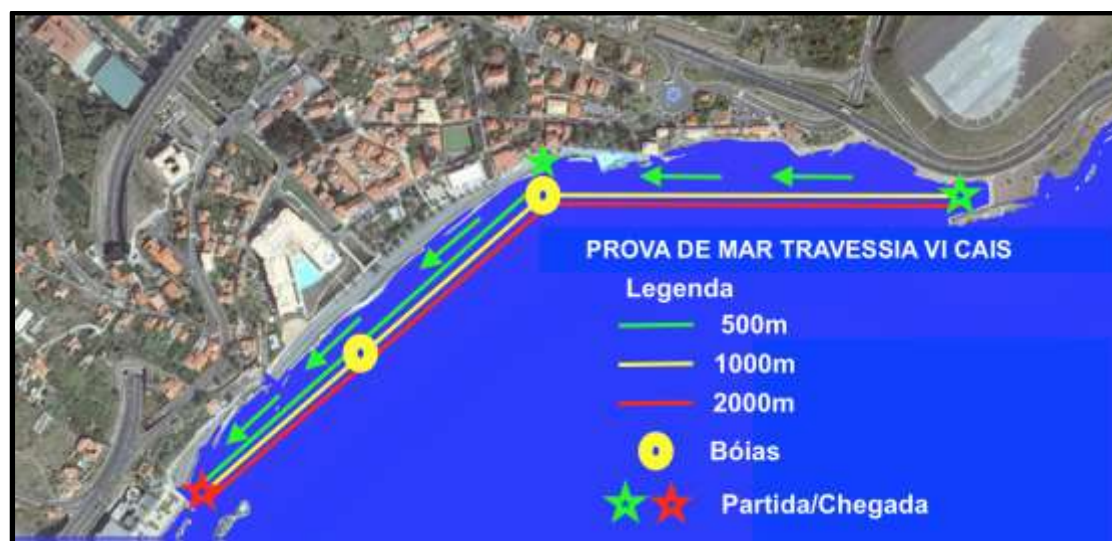 PROVA DE MAR TRAVESSIA VI CAIS
Legenda
500m
1000m
2000m
Bóias
Partida/Chegada